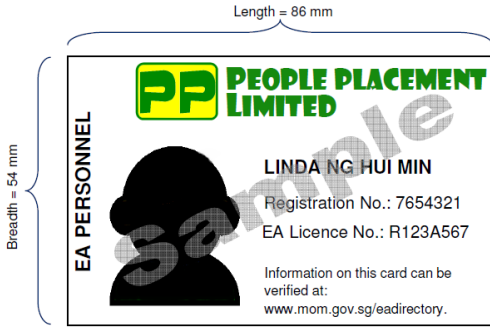 Length = 86 mm
Breadth = 54 mm
PP
PEOPLE PLACEMENT
LIMITED
EA PERSONNEL
LINDA NG HUI MIN
Registration No.: 7654321
EA Licence No.: R123A567
Information on this card can be
verified at:
www.mom.gov.sg/eadirectory.
Sample